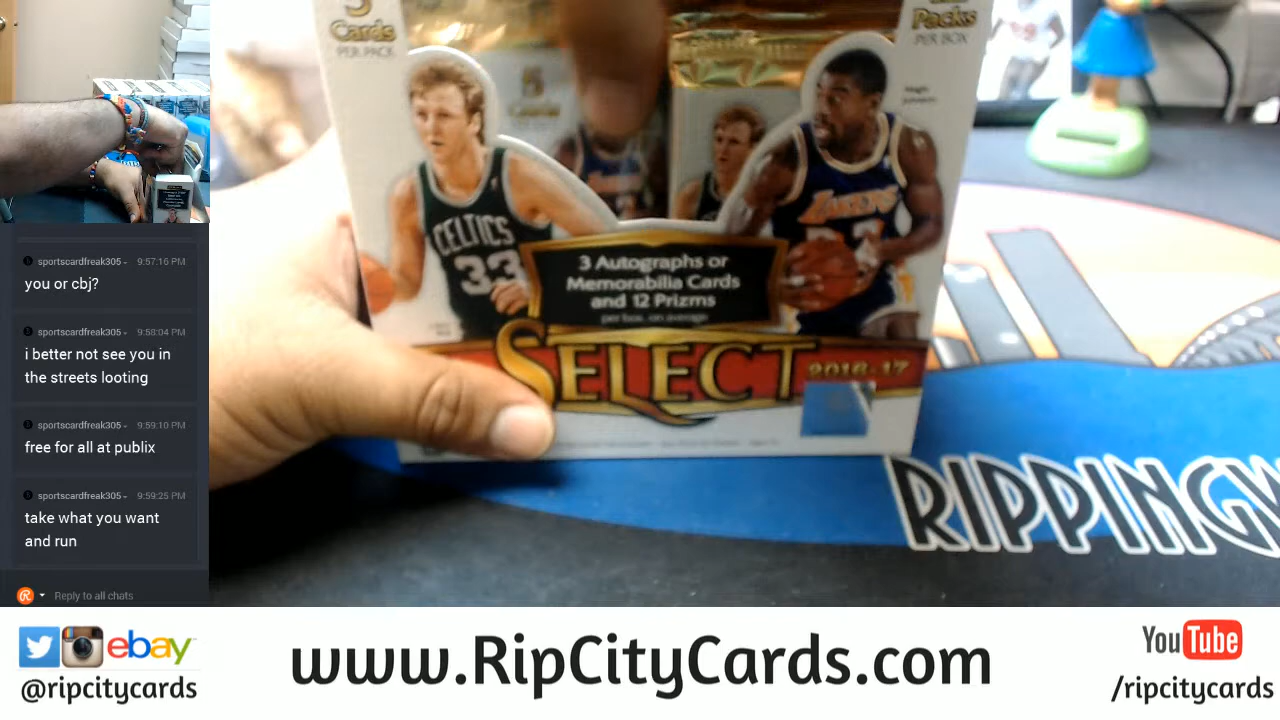 sportscardfreak305
9:57:16 PM
you or cbj?
sportscardfreak305
9:58:04 PM
i better not see you in
the streets looting
sportscardfreak305
9:59:10 PM
free for all at publix
sportscardfreak305
9:59:25 PM
take what you want
and run
Reply to all chats
Cards
PER PACK
Packs
PER BOX
5
Cards
Magic
Johnson
CELTICS
33
LAKERS
3 Autographs or
Memorabilia Cards
and 12 Prizms
per box, on average
SELECT
2016-17
RIPPING
ebay
@ripcitycards
www.RipCityCards.com
YouTube
/ripcitycards